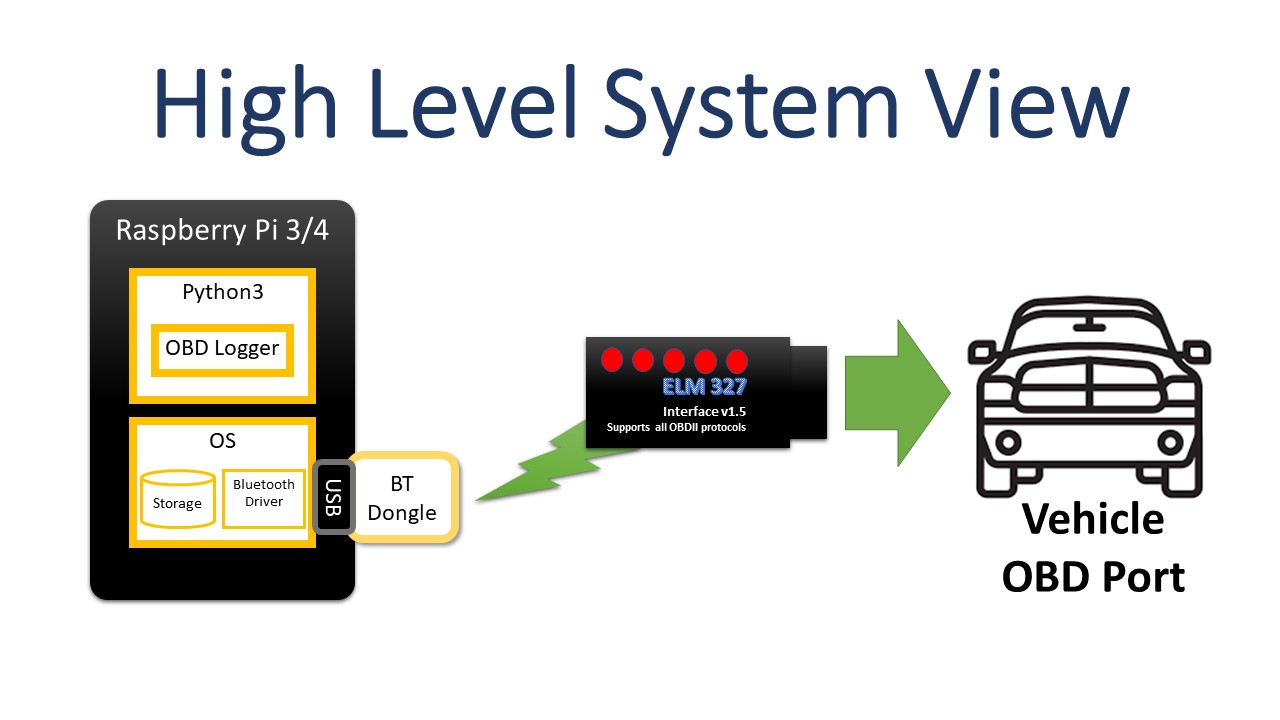 High Level System View
Raspberry Pi 3/4
Python3
OBD Logger
OS
Storage
Bluetooth
Driver
USB
BT
Dongle
ELM 327
Interface v1.5
Supports all OBDII protocols
Vehicle
OBD Port